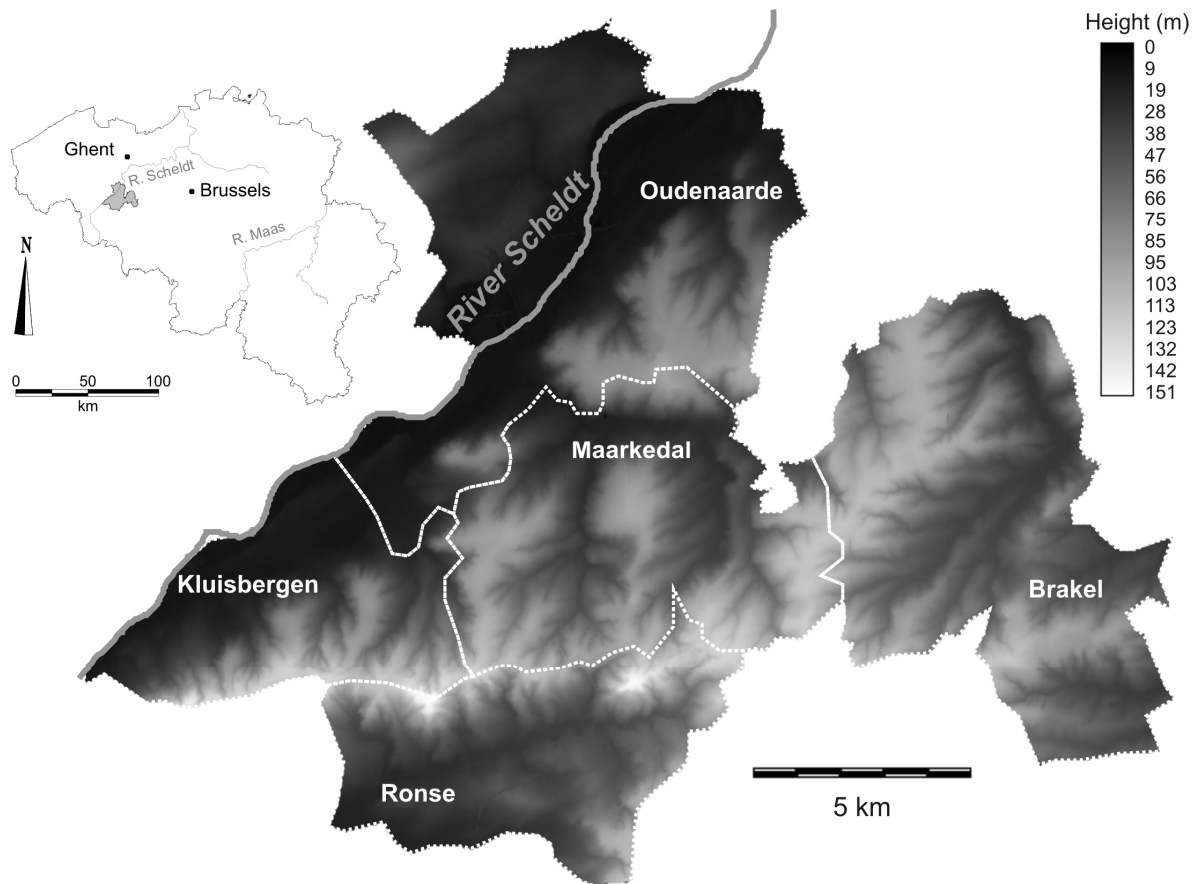 Height (m)
0
9
19
28
38
47
56
66
75
85
95
103
113
123
132
142
151
Ghent
R. Scheldt
Brussels
R. Maas
N
0 50 100
km
River Scheldt
Oudenaarde
Maarkedal
Kluisbergen
Brakel
Ronse
5 km